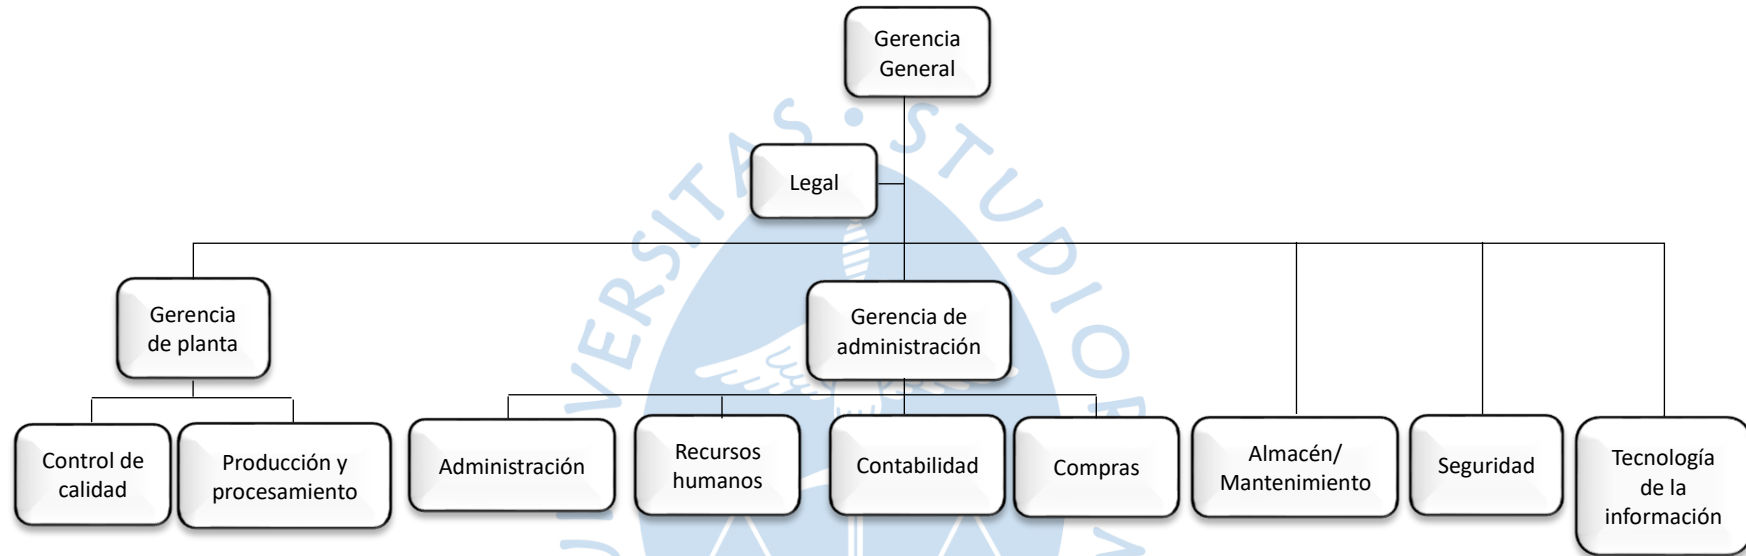 Gerencia
General
Legal
Gerencia
de planta
Gerencia de
administración
Control de
calidad
Producción y
procesamiento
Administración
Recursos
humanos
Contabilidad
Compras
Almacén/
Mantenimiento
Seguridad
Tecnología
de la
información